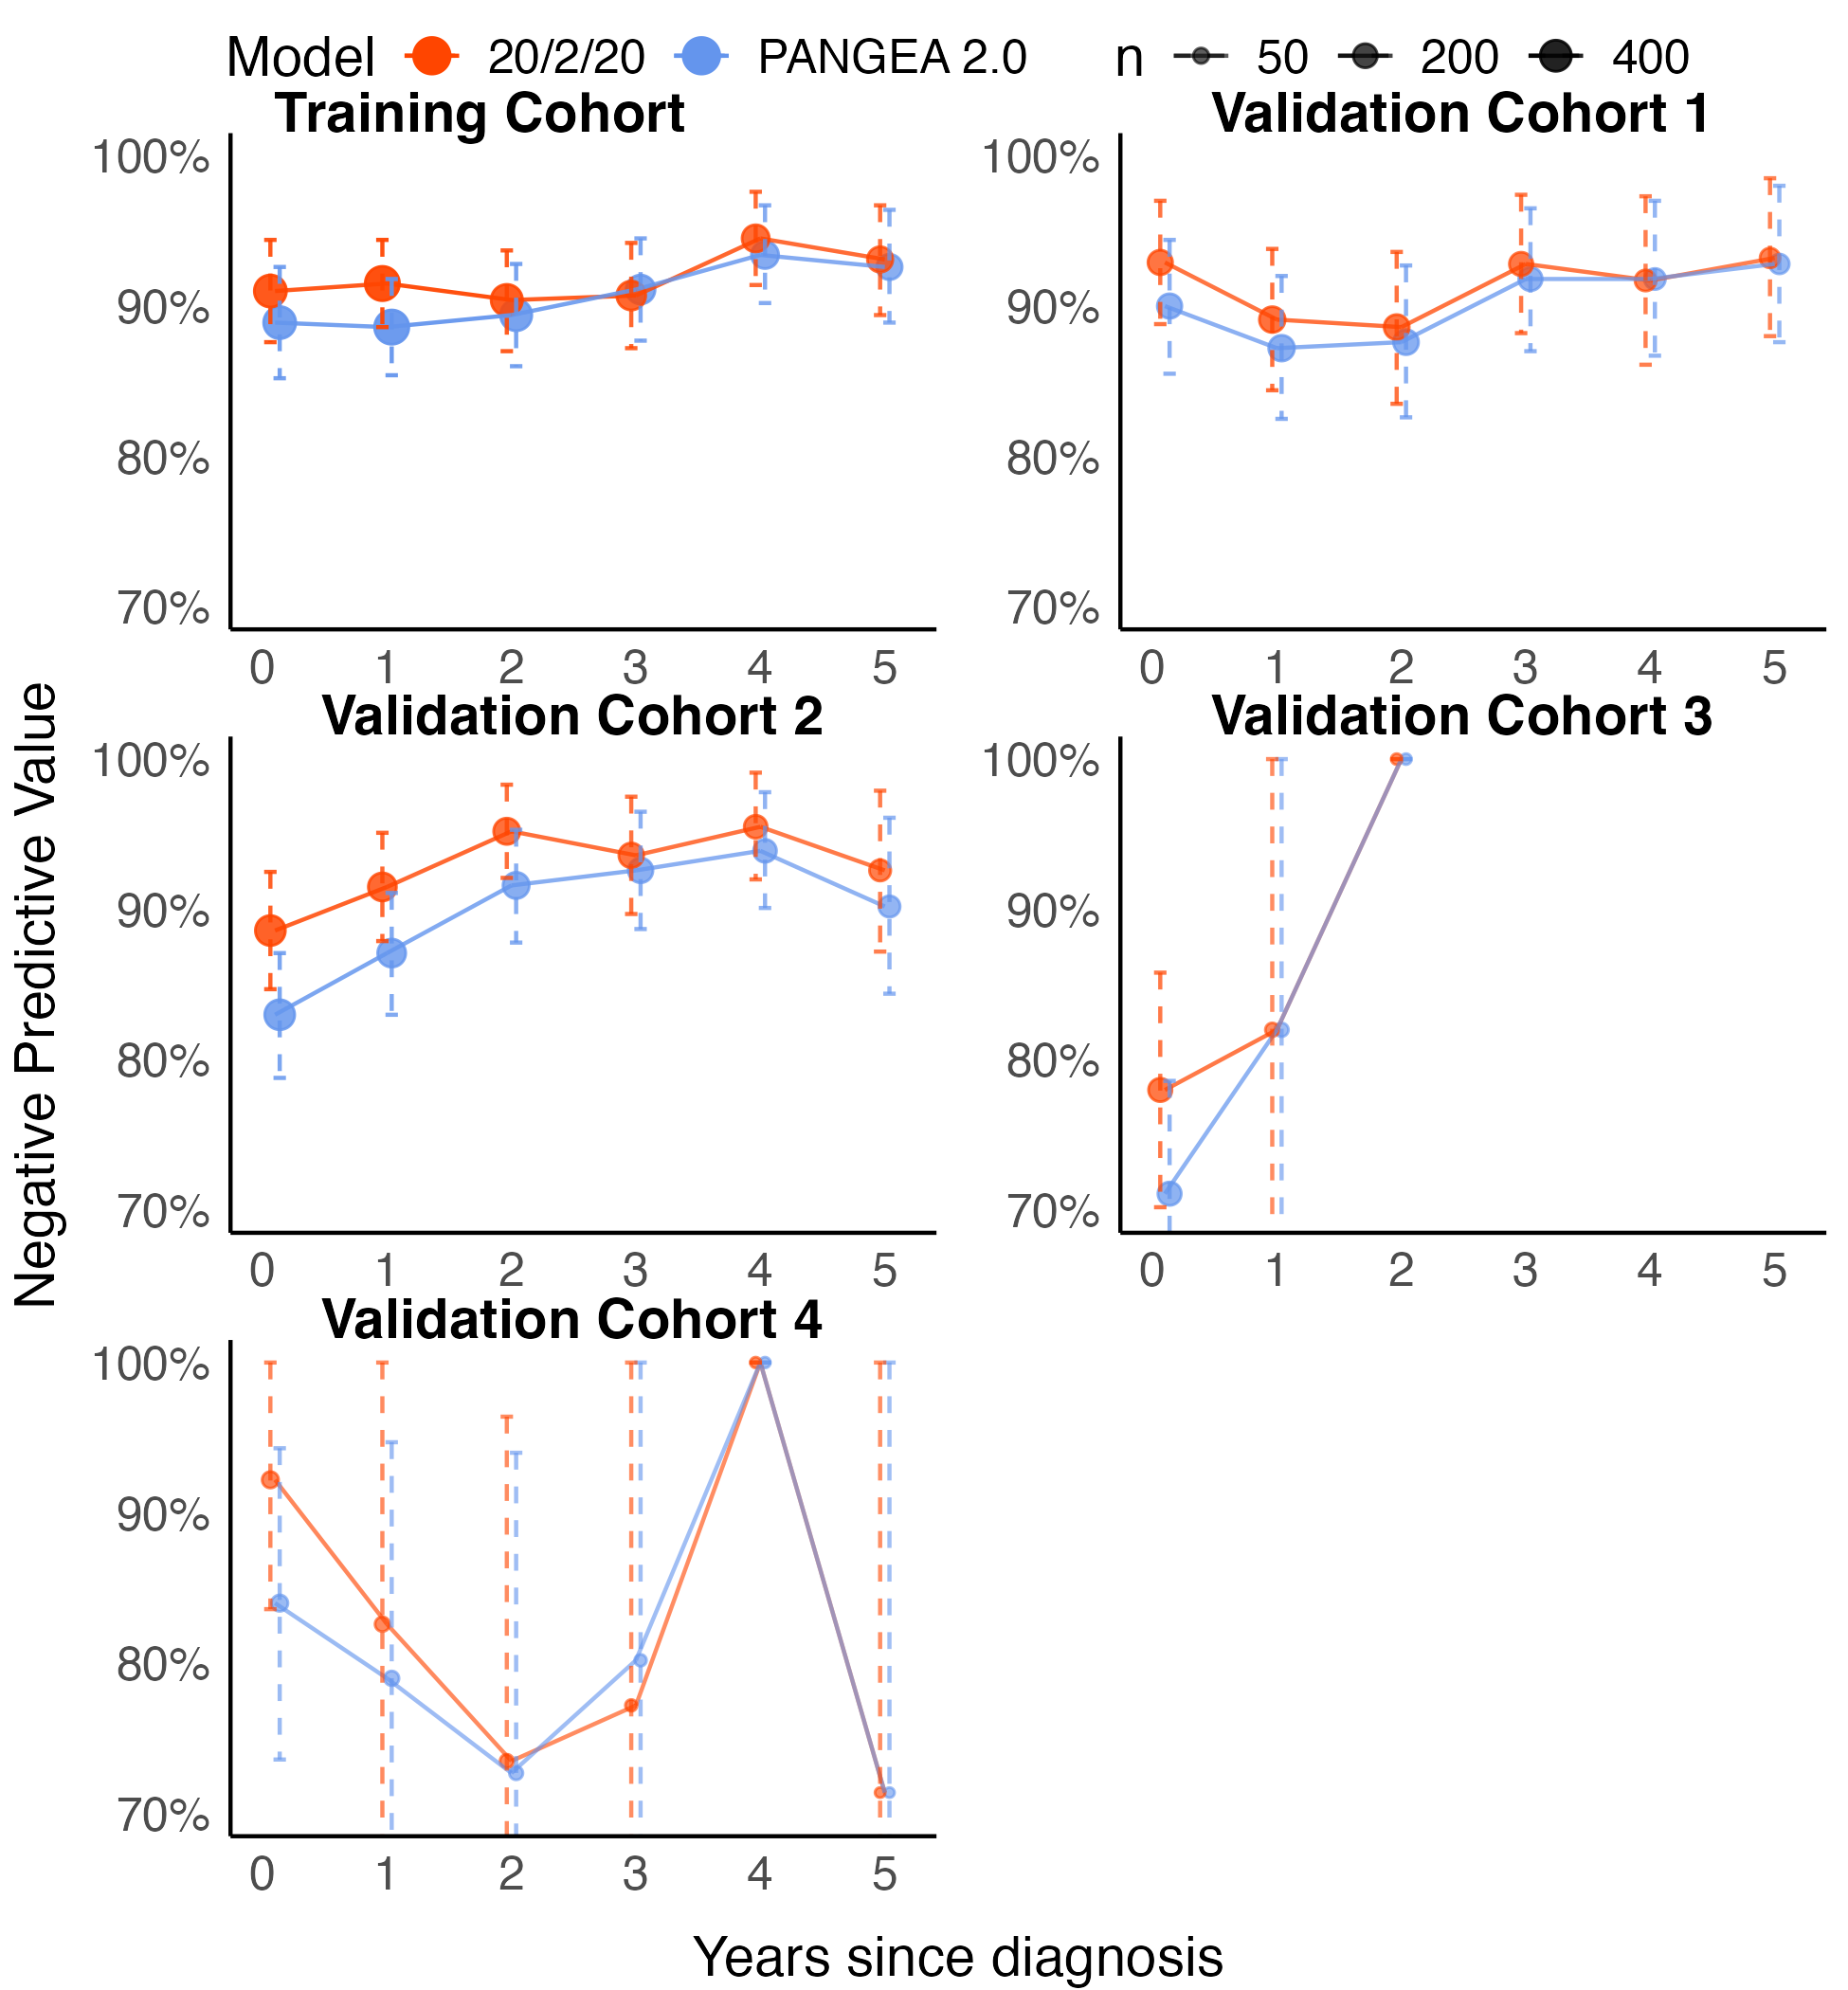 Model 20/2/20 PANGEA 2.0 n 50 200 400
Training Cohort
100%
90%
80%
70%
0 1 2 3 4 5
Validation Cohort 1
100%
90%
80%
70%
0 1 2 3 4 5
Validation Cohort 2
100%
90%
80%
70%
0 1 2 3 4 5
Validation Cohort 3
100%
90%
80%
70%
0 1 2 3 4 5
Validation Cohort 4
100%
90%
80%
70%
0 1 2 3 4 5
Negative Predictive Value
Years since diagnosis